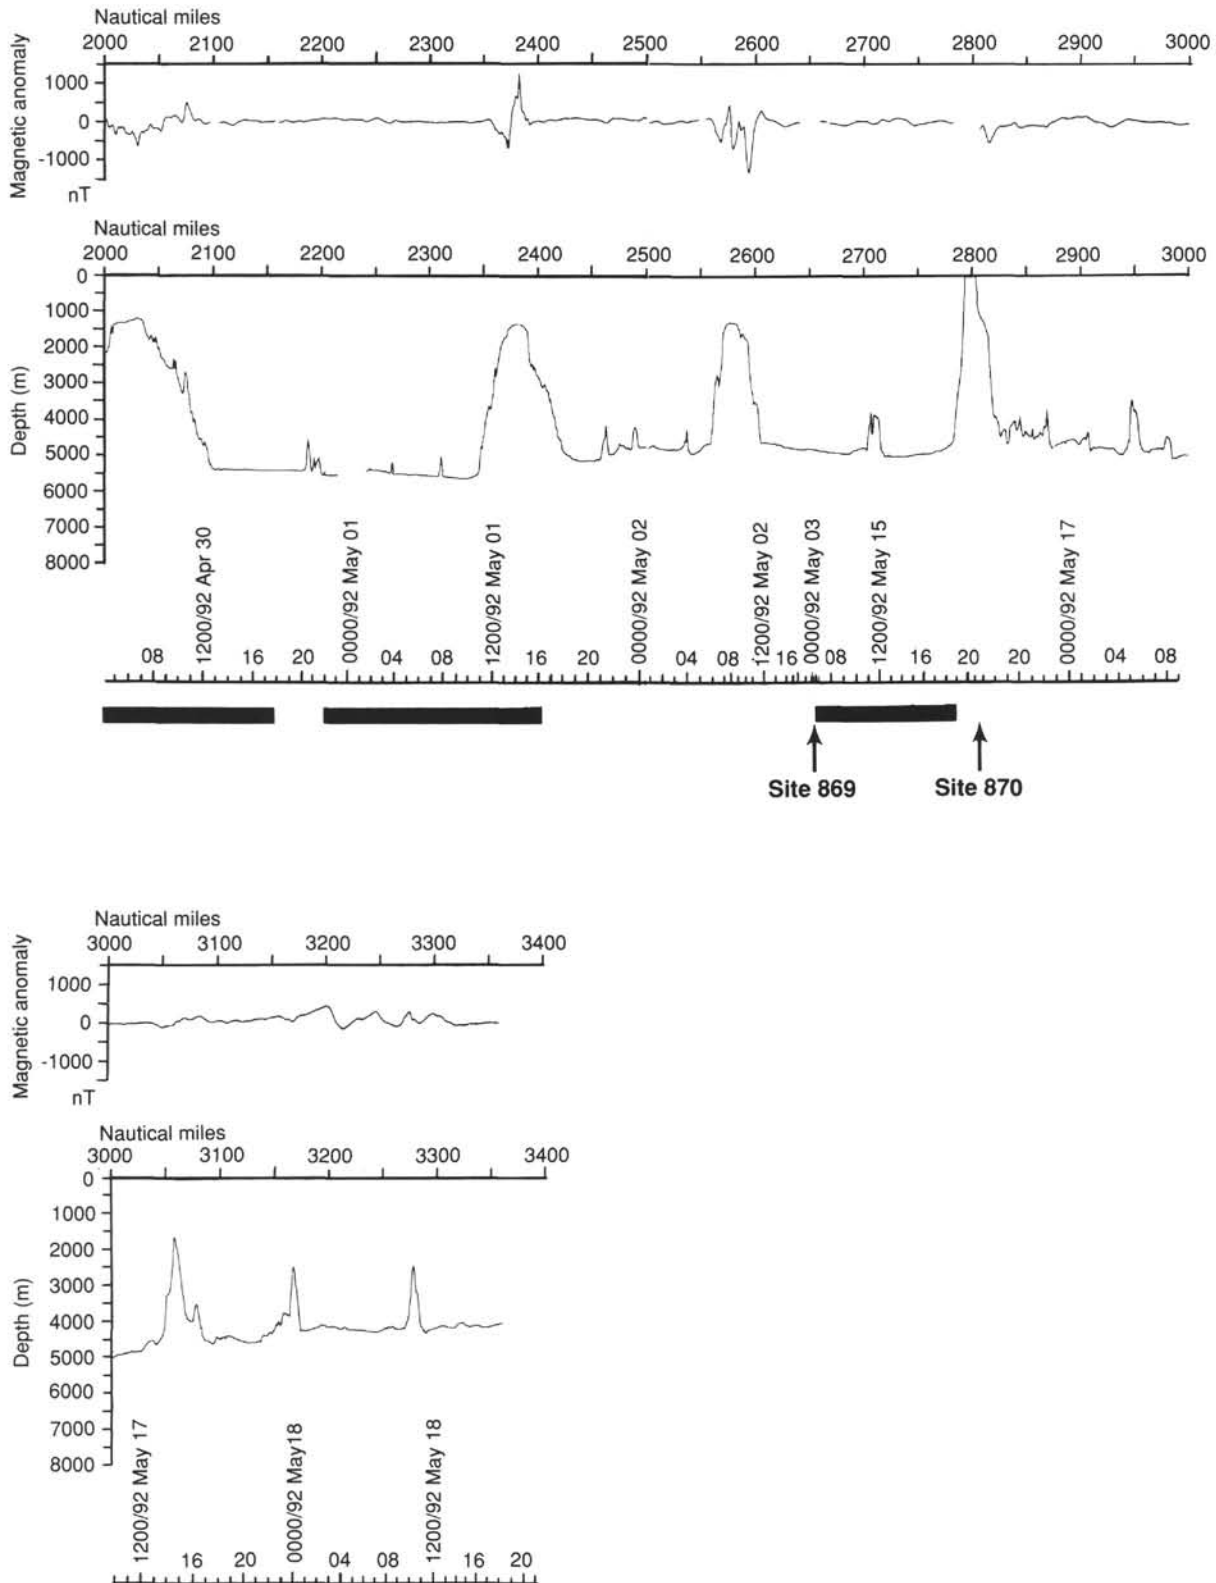 Nautical miles
2000 2100 2200 2300 2400 2500 2600 2700 2800 2900 3000
Magnetic anomaly
1000
0
-1000
nT
Nautical miles
2000 2100 2200 2300 2400 2500 2600 2700 2800 2900 3000
Depth (m)
0
1000
2000
3000
4000
5000
6000
7000
8000
1200/92 Apr 30
0000/92 May 01
1200/92 May 01
0000/92 May 02
1200/92 May 02
0000/92 May 03
1200/92 May 15
0000/92 May 17
08 16 20 04 08 16 20 04 08 16 08 16 20 20 04 08
Site 869 Site 870
Nautical miles
3000 3100 3200 3300 3400
Magnetic anomaly
1000
0
-1000
nT
Nautical miles
3000 3100 3200 3300 3400
Depth (m)
0
1000
2000
3000
4000
5000
6000
7000
8000
1200/92 May 17
0000/92 May18
1200/92 May 18
16 20 04 08 16 20